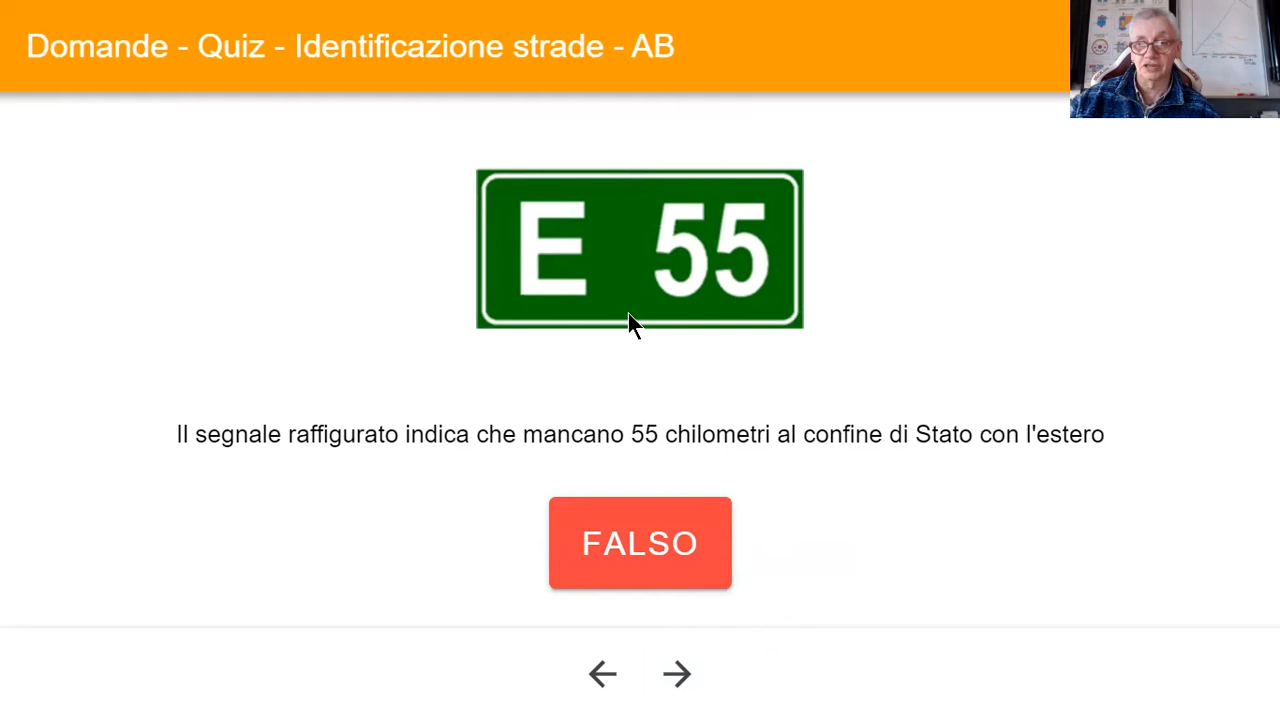 Domande - Quiz - Identificazione strade - AB
E 55
Il segnale raffigurato indica che mancano 55 chilometri al confine di Stato con l'estero
FALSO